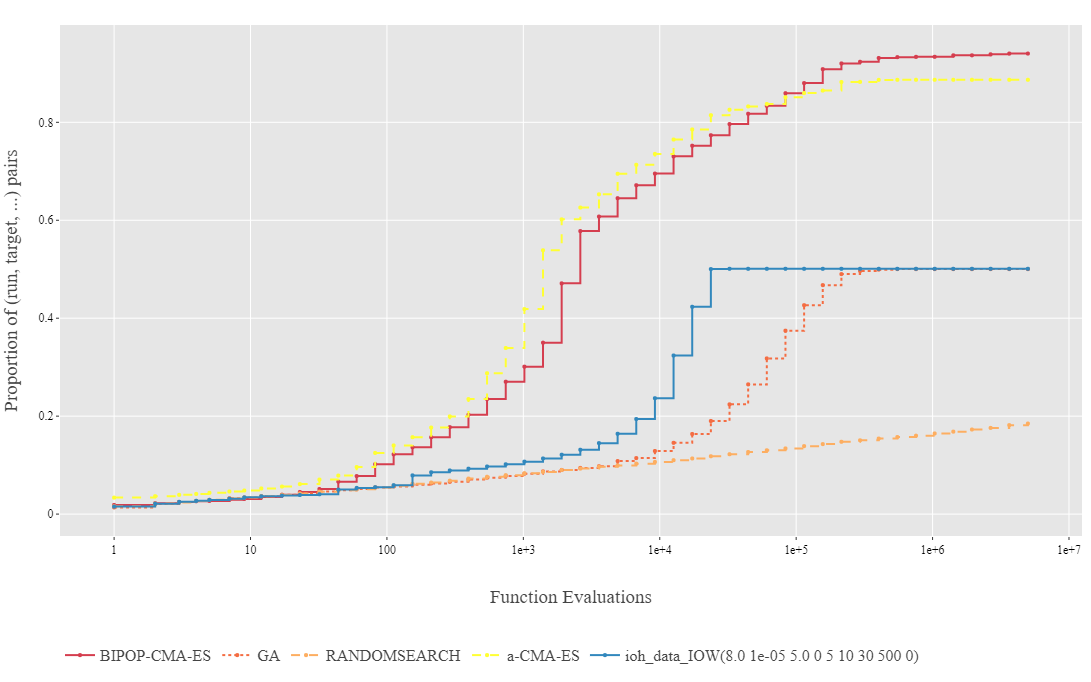 Proportion of (run, target, ...) pairs
0.8
0.6
0.4
0.2
0
1 10 100 1e+3 1e+4 1e+5 1e+6 1e+7
Function Evaluations
BIPOP-CMA-ES GA RANDOMSEARCH a-CMA-ES ioh_data_IOW(8.0 1e-05 5.0 0 5 10 30 500 0)